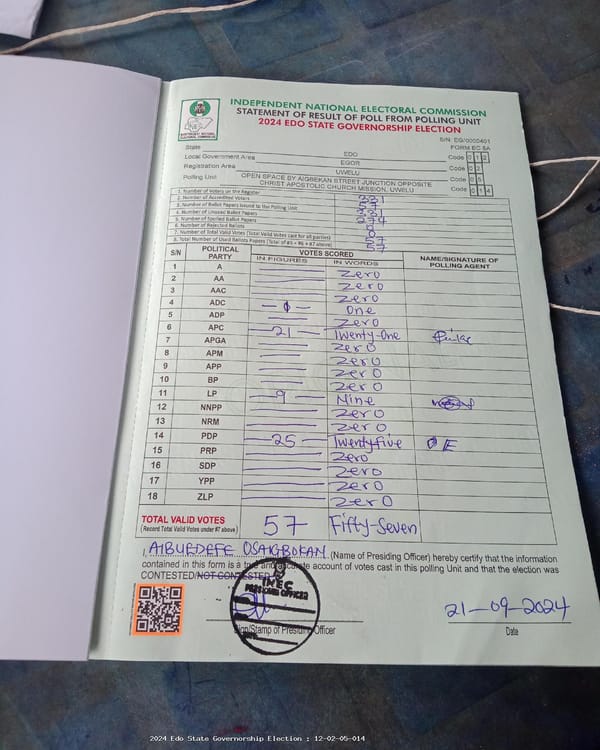 INDEPENDENT NATIONAL ELECTORAL COMMISSION
STATEMENT OF RESULT OF POLL FROM POLLING UNIT
2024 EDO STATE GOVERNORSHIP ELECTION
S/N: EG/0000401
FORM EC 8A
State EDO Code 0 1 2
Local Government Area EGOR Code 0 2
Registration Area UWELU Code 0 5
Polling Unit OPEN SPACE BY AIGBEKAN STREET JUNCTION OPPOSITE CHRIST APOSTOLIC CHURCH MISSION, UWELU Code 0 1 4
1. Number of Voters on the Register 331
2. Number of Accredited Voters 57
3. Number of Ballot Papers Issued to the Polling Unit 331
4. Number of Unused Ballot Papers 274
5. Number of Spoiled Ballot Papers 0
6. Number of Rejected Ballots 0
7. Number of Total Valid Votes (Total Valid Votes cast for all parties) 57
8. Total Number of Used Ballots Papers (Total of #5 + #6 + #7 above) 57
S/N POLITICAL PARTY VOTES SCORED NAME/SIGNATURE OF POLLING AGENT
IN FIGURES IN WORDS
1 A Zero
2 AA Zero
3 AAC Zero
4 ADC One
5 ADP Zero
6 APC 21 Twenty-One
7 APGA Zero
8 APM Zero
9 APP Zero
10 BP Zero
11 LP 9 Nine
12 NNPP Zero
13 NRM Zero
14 PDP 25 Twentyfive
15 PRP Zero
16 SDP Zero
17 YPP Zero
18 ZLP Zero
TOTAL VALID VOTES 57 Fifty-Seven
(Record Total Valid Votes under #7 above)
I, AIBUEDEFE OSAIGBOKAN (Name of Presiding Officer) hereby certify that the information
contained in this form is a true and accurate account of votes cast in this polling Unit and that the election was
CONTESTED/NOT CONTESTED
INEC
PRESIDING OFFICER
21-09-2024
Sign/Stamp of Presiding Officer Date
2024 Edo State Governorship Election : 12-02-05-014